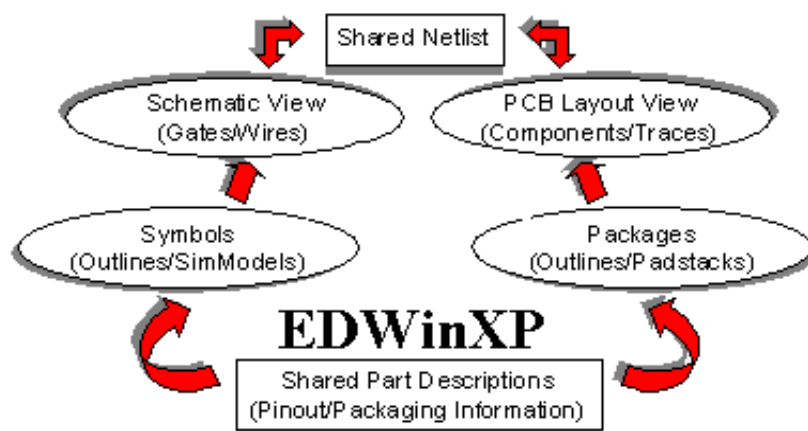 Shared Netlist
Schematic View
(Gates/Wires)
PCB Layout View
(Components/Traces)
Symbols
(Outlines/SimModels)
Packages
(Outlines/Padstacks)
EDWinXP
Shared Part Descriptions
(Pinout/Packaging Information)